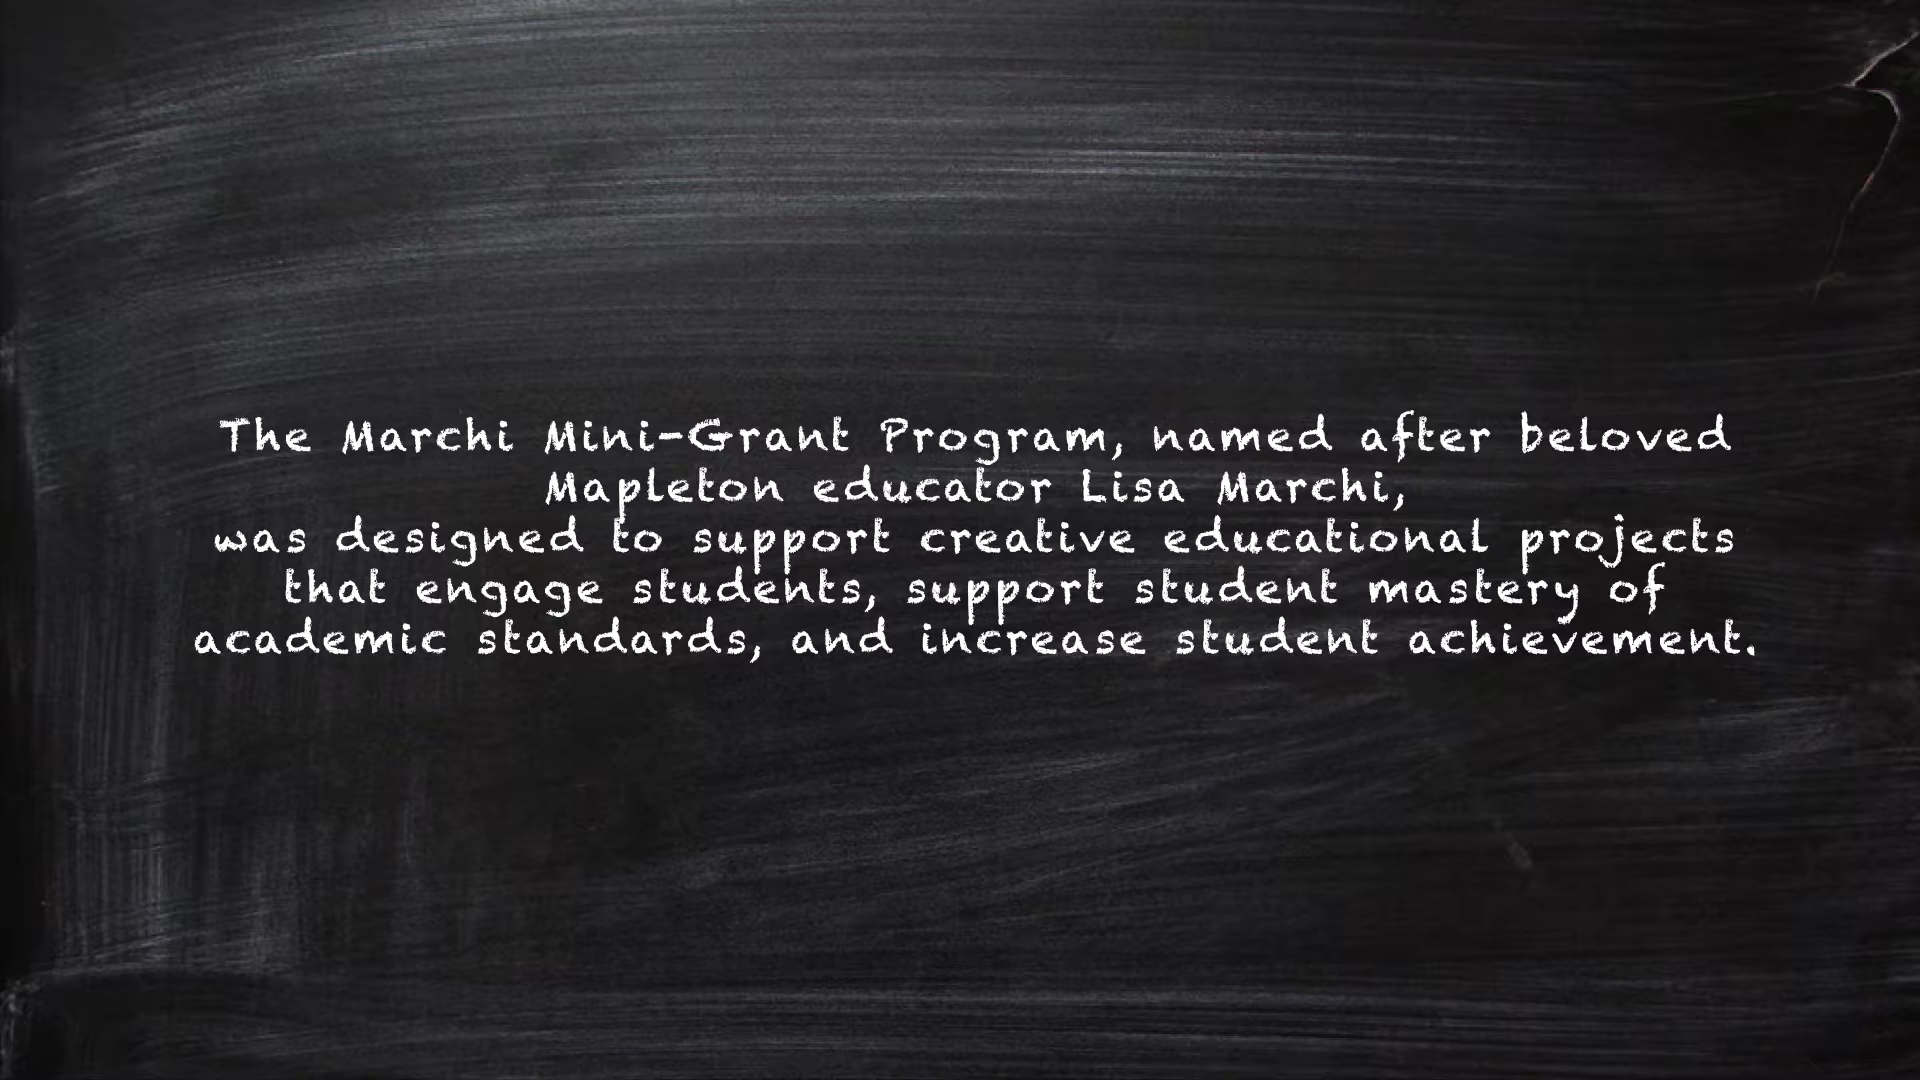 The Marchi Mini-Grant Program, named after beloved
Mapleton educator Lisa Marchi,
was designed to support creative educational projects
that engage students, support student mastery of
academic standards, and increase student achievement.